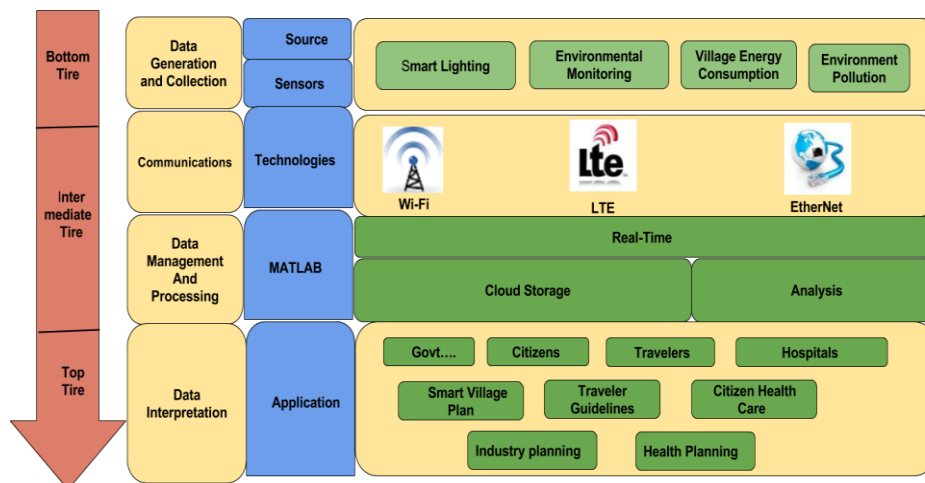 Bottom
Tire
Data
Generation
and Collection
Source
Sensors
Smart Lighting
Environmental
Monitoring
Village Energy
Consumption
Environment
Pollution
Inter
mediate
Tire
Communications
Technologies
Wi-Fi
Lte
LTE
EtherNet
Data
Management
And
Processing
MATLAB
Real-Time
Cloud Storage
Analysis
Top
Tire
Data
Interpretation
Application
Govt....
Citizens
Travelers
Hospitals
Smart Village
Plan
Traveler
Guidelines
Citizen Health
Care
Industry planning
Health Planning